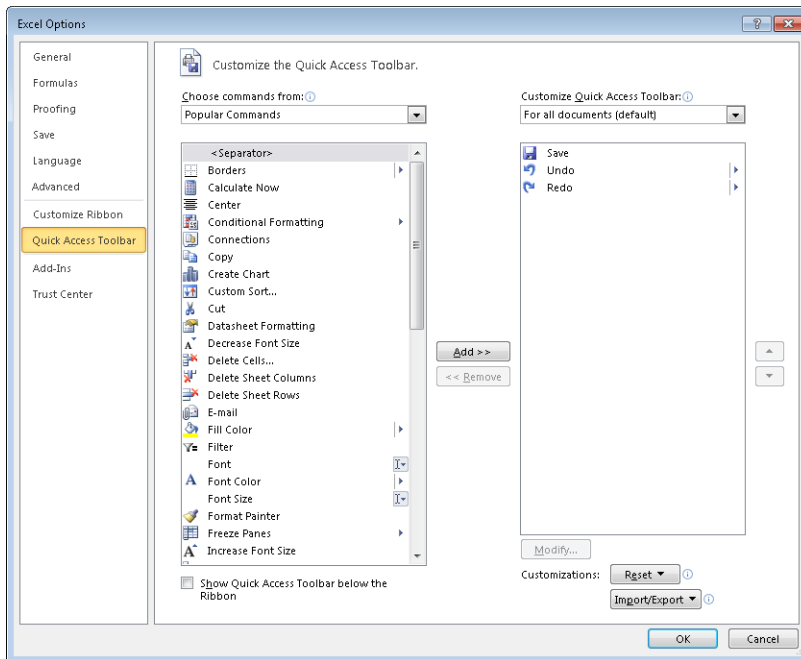 Excel Options
General
Formulas
Proofing
Save
Language
Advanced
Customize Ribbon
Quick Access Toolbar
Add-Ins
Trust Center
Customize the Quick Access Toolbar.
Choose commands from:
Popular Commands
<Separator>
Borders
Calculate Now
Center
Conditional Formatting
Connections
Copy
Create Chart
Custom Sort...
Cut
Datasheet Formatting
Decrease Font Size
Delete Cells...
Delete Sheet Columns
Delete Sheet Rows
E-mail
Fill Color
Filter
Font
Font Color
Font Size
Format Painter
Freeze Panes
Increase Font Size
Show Quick Access Toolbar below the
Ribbon
Add >>
<< Remove
Customize Quick Access Toolbar:
For all documents (default)
Save
Undo
Redo
Modify...
Customizations:
Reset
Import/Export
OK
Cancel